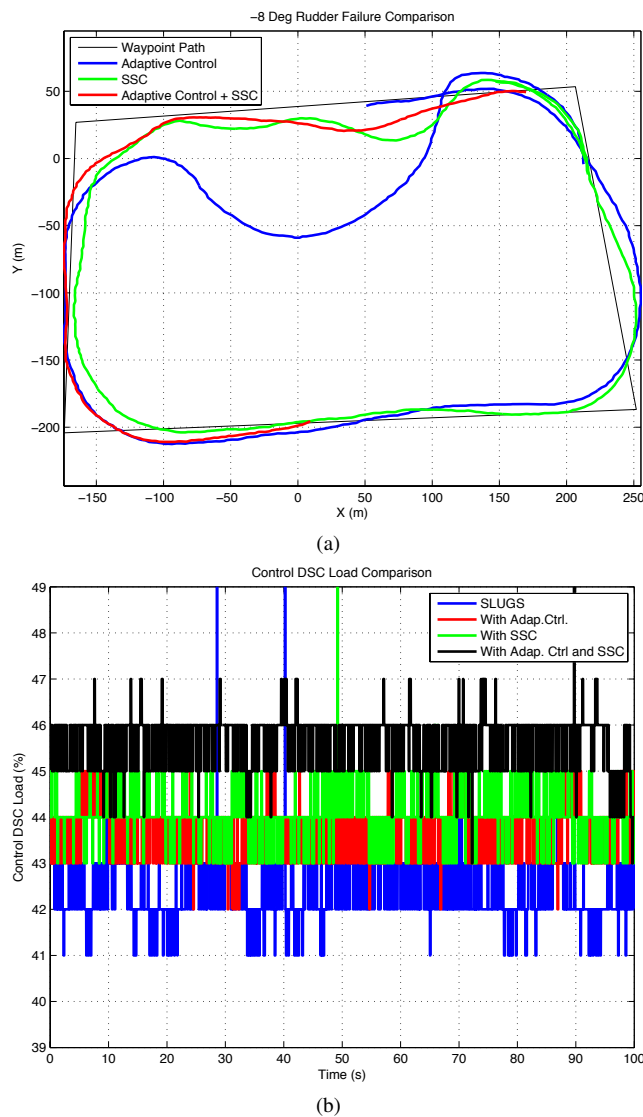 −8 Deg Rudder Failure Comparison
Waypoint Path
Adaptive Control
SSC
Adaptive Control + SSC
50
0
−50
−100
−150
−200
Y (m)
−150 −100 −50 0 50 100 150 200 250
X (m)
(a)
Control DSC Load Comparison
SLUGS
With Adap.Ctrl.
With SSC
With Adap. Ctrl and SSC
49
48
47
46
45
44
43
42
41
40
39
Control DSC Load (%)
0 10 20 30 40 50 60 70 80 90 100
Time (s)
(b)